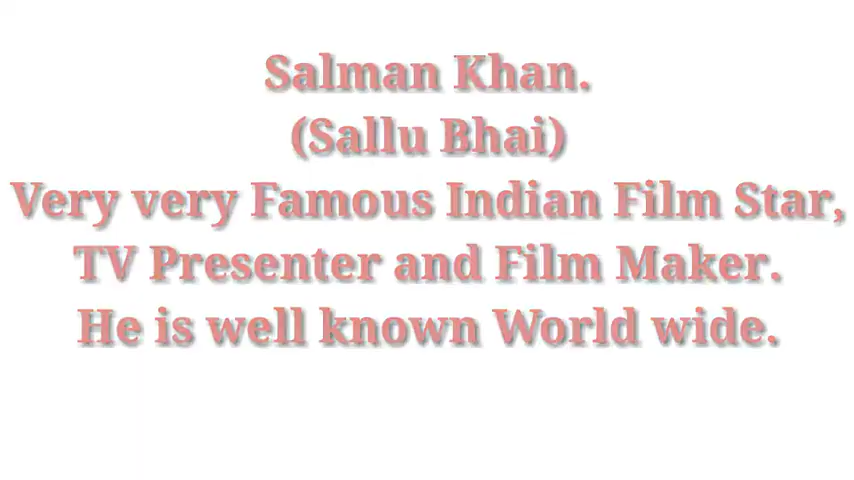 Salman Khan.
(Sallu Bhai)
Very very Famous Indian Film Star,
TV Presenter and Film Maker.
He is well known World wide.